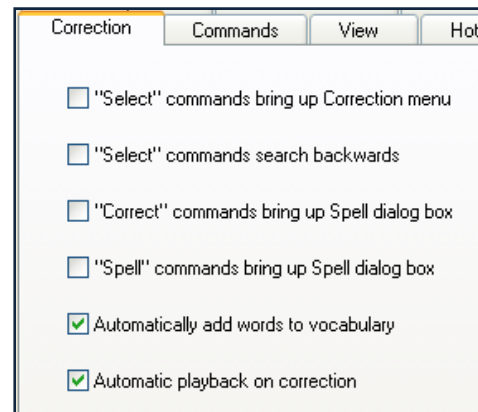 Correction Commands View Hot
"Select" commands bring up Correction menu
"Select" commands search backwards
"Correct" commands bring up Spell dialog box
"Spell" commands bring up Spell dialog box
Automatically add words to vocabulary
Automatic playback on correction